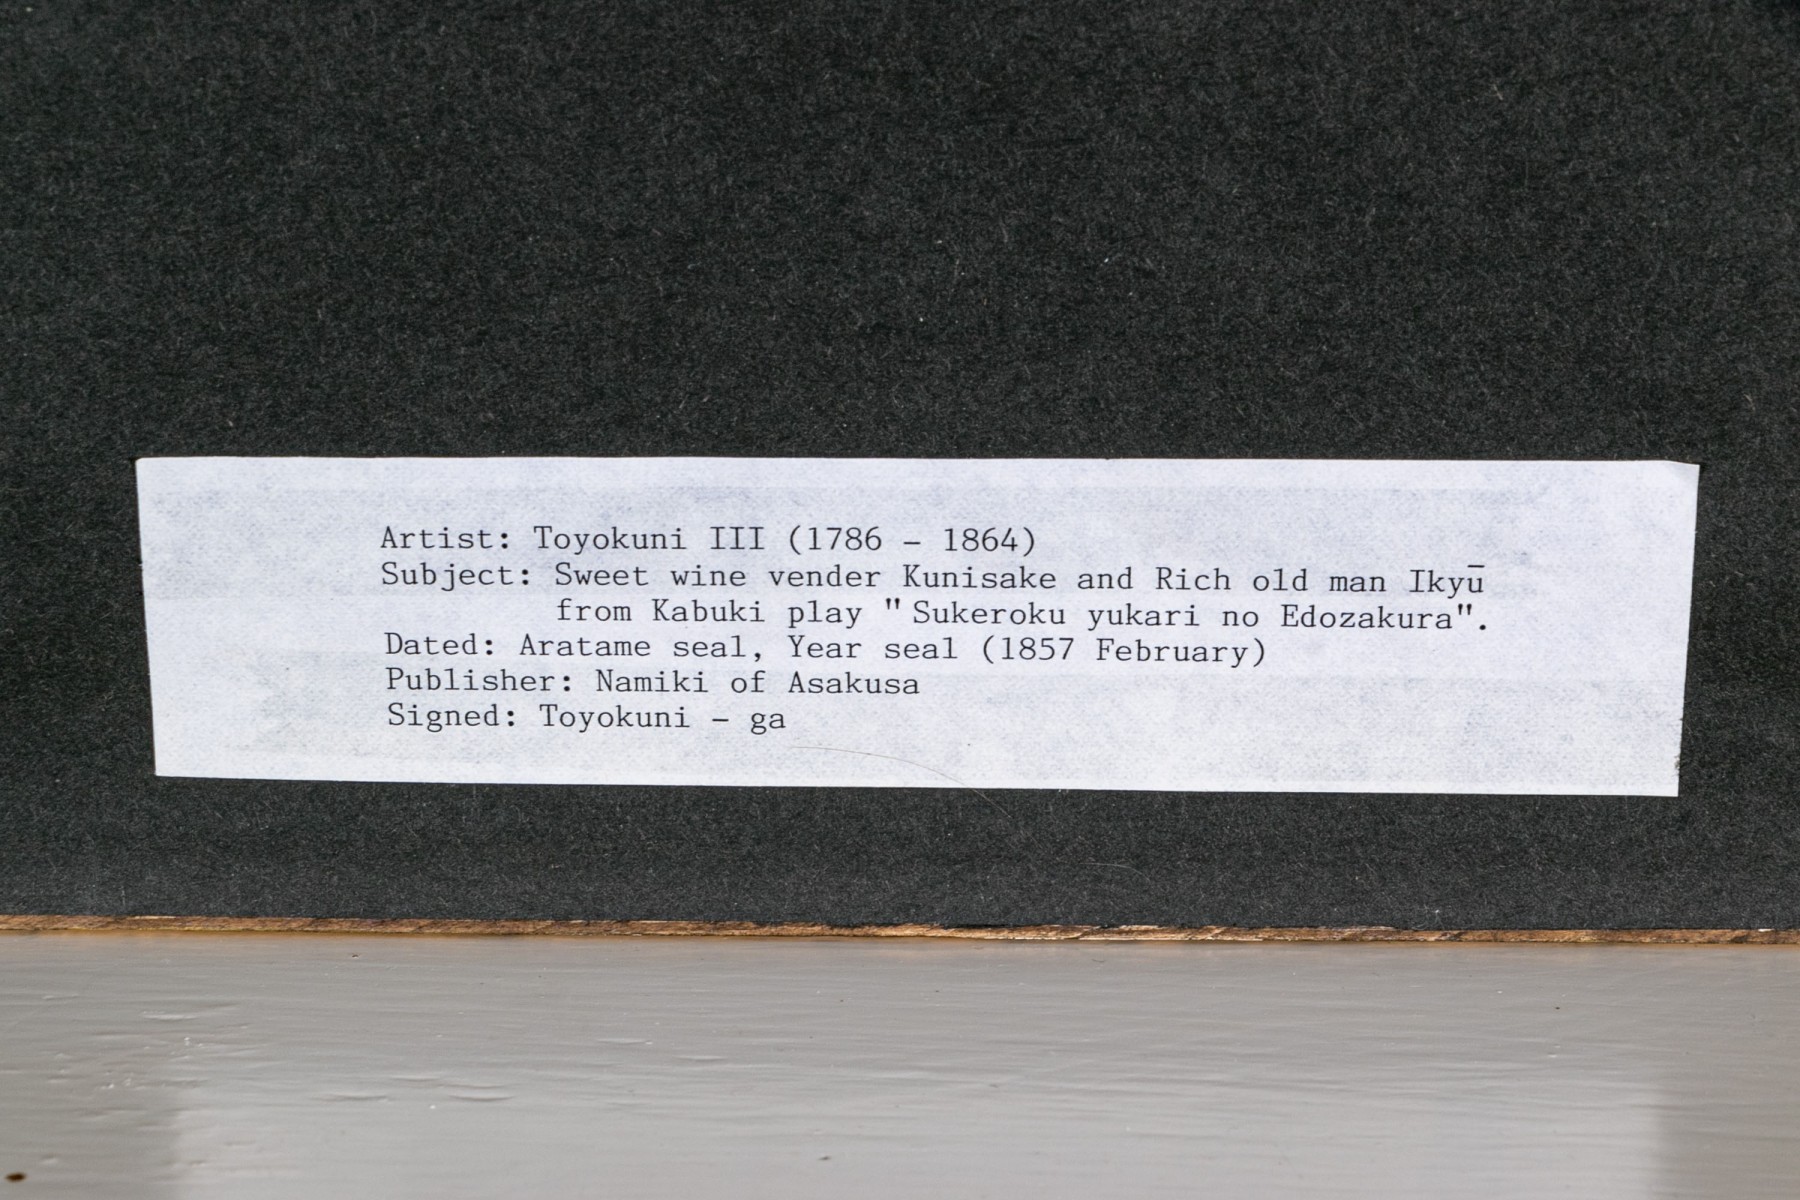 Artist: Toyokuni III (1786 - 1864)
Subject: Sweet wine vender Kunisake and Rich old man Ikyū
from Kabuki play " Sukeroku yukari no Edozakura".
Dated: Aratame seal, Year seal (1857 February)
Publisher: Namiki of Asakusa
Signed: Toyokuni - ga